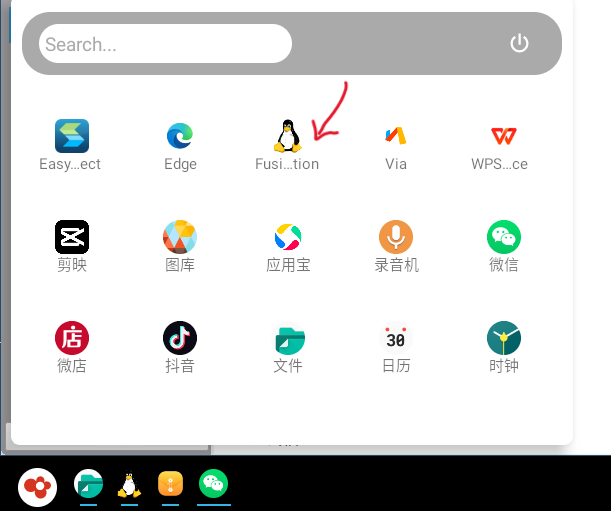 Search...
Easy...ect
Edge
Fusi...tion
Via
WPS...ce
剪映
图库
应用宝
录音机
微信
店
微店
抖音
文件
30
日历
时钟